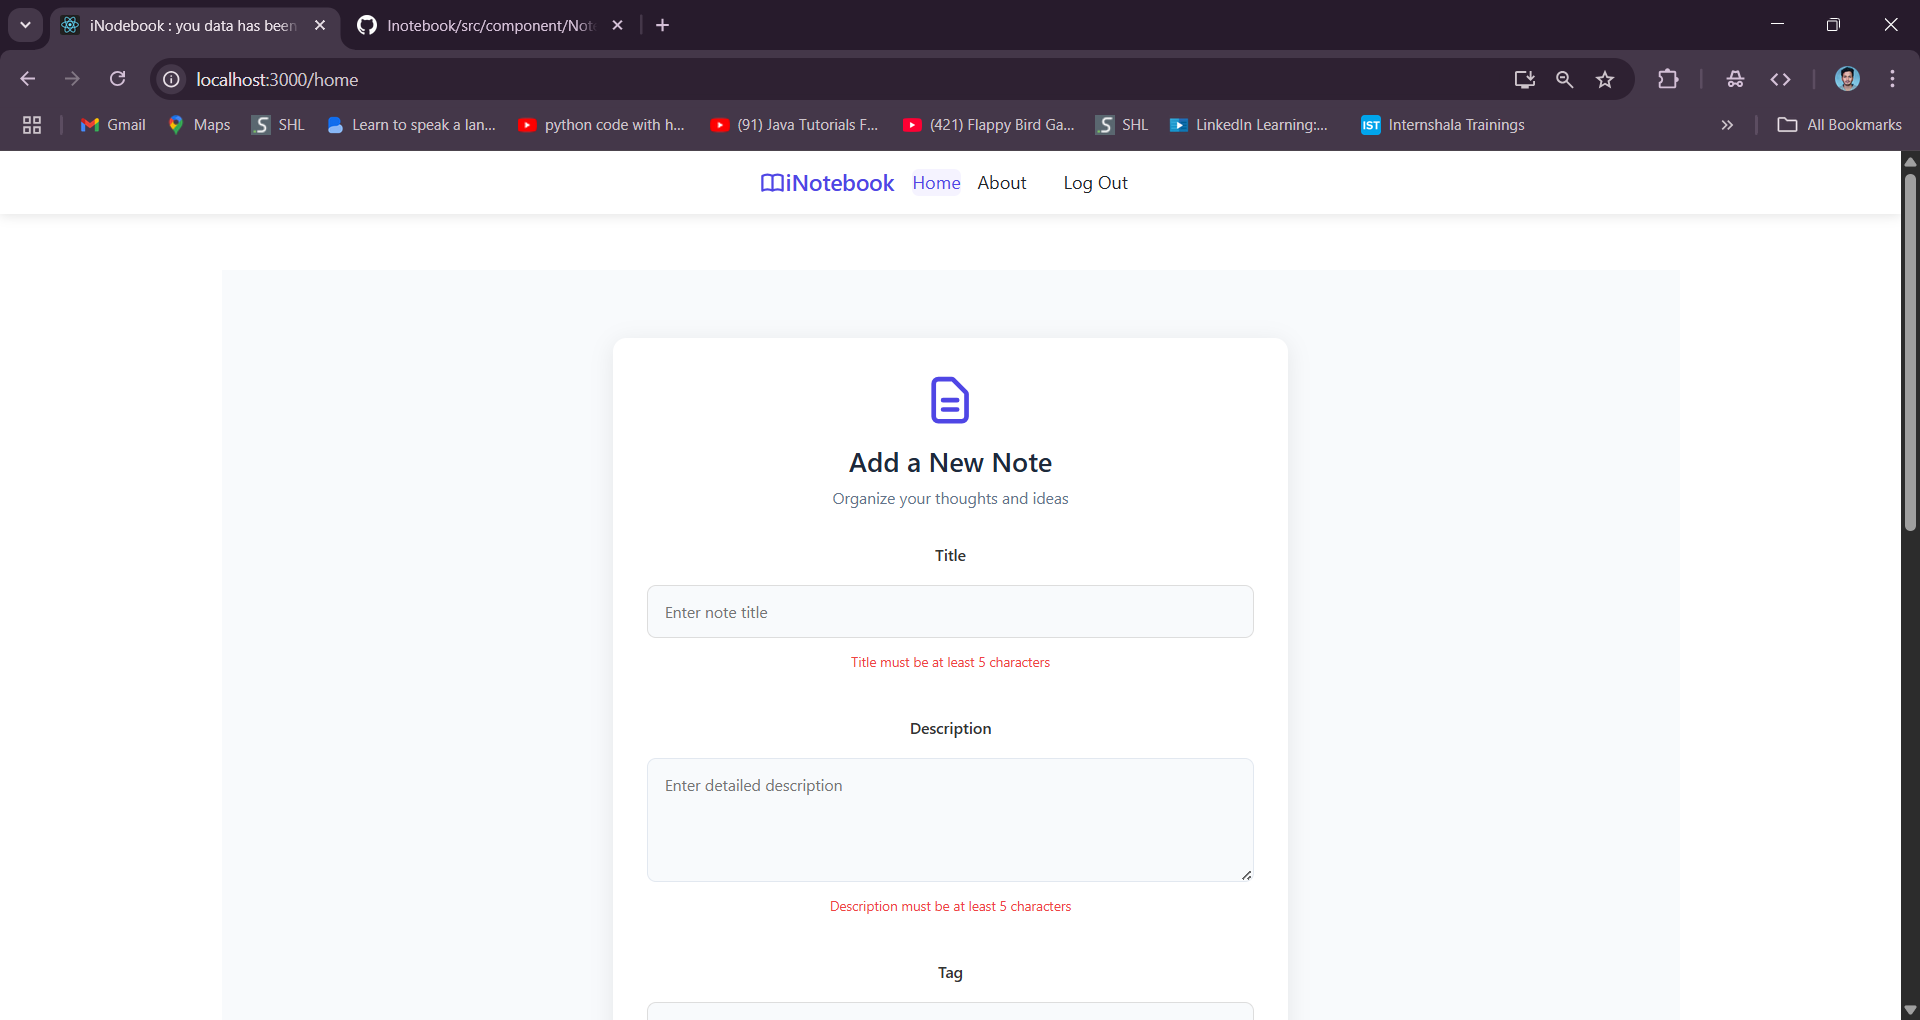 iNodebook : you data has been
Inotebook/src/component/Note
localhost:3000/home
Gmail
Maps
S SHL
Learn to speak a lan...
python code with h...
(91) Java Tutorials F...
(421) Flappy Bird Ga...
S SHL
LinkedIn Learning:...
IST Internshala Trainings
All Bookmarks
iNotebook
Home
About
Log Out
Add a New Note
Organize your thoughts and ideas
Title
Enter note title
Title must be at least 5 characters
Description
Enter detailed description
Description must be at least 5 characters
Tag